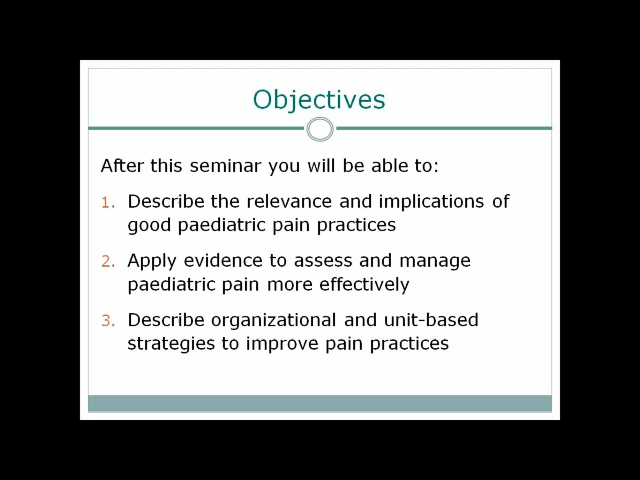 Objectives
After this seminar you will be able to:
1. Describe the relevance and implications of
good paediatric pain practices
2. Apply evidence to assess and manage
paediatric pain more effectively
3. Describe organizational and unit-based
strategies to improve pain practices